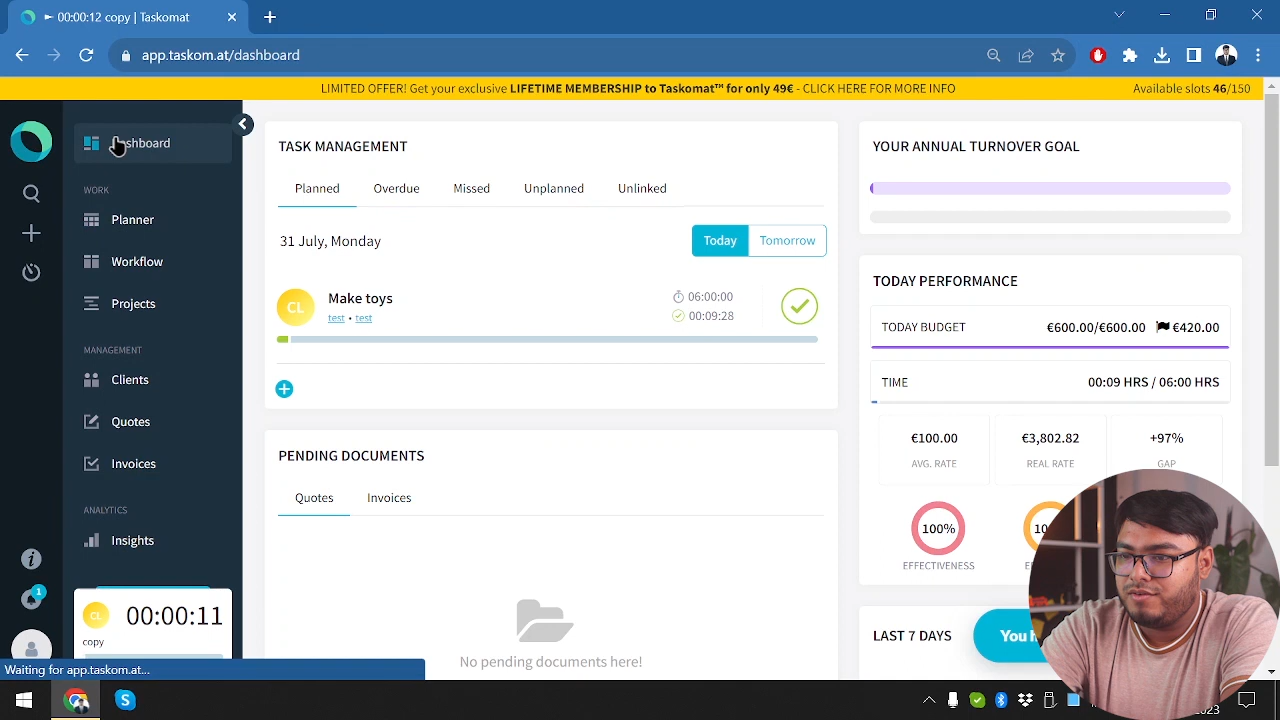 00:00:12 copy | Taskomat
app.taskom.at/dashboard
LIMITED OFFER! Get your exclusive LIFETIME MEMBERSHIP to Taskomat™ for only 49€ - CLICK HERE FOR MORE INFO
Available slots 46/150
shboard
WORK
Planner
Workflow
Projects
MANAGEMENT
Clients
Quotes
Invoices
ANALYTICS
Insights
1
CL
00:00:11
copy
TASK MANAGEMENT
Planned Overdue Missed Unplanned Unlinked
31 July, Monday
Today Tomorrow
CL
Make toys
test • test
06:00:00
00:09:28
PENDING DOCUMENTS
Quotes Invoices
No pending documents here!
YOUR ANNUAL TURNOVER GOAL
TODAY PERFORMANCE
TODAY BUDGET €600.00/€600.00 €420.00
TIME 00:09 HRS / 06:00 HRS
€100.00 €3,802.82 +97%
AVG. RATE REAL RATE GAP
100% 10
EFFECTIVENESS
LAST 7 DAYS
You h
Waiting for app.taskom.at...
2023